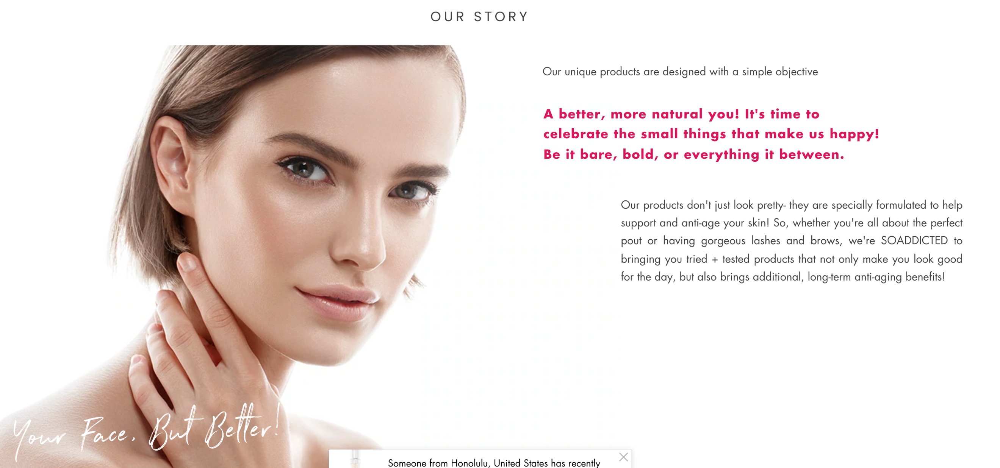 OUR STORY
Our unique products are designed with a simple objective
A better, more natural you! It's time to
celebrate the small things that make us happy!
Be it bare, bold, or everything it between.
Our products don't just look pretty- they are specially formulated to help
support and anti-age your skin! So, whether you're all about the perfect
pout or having gorgeous lashes and brows, we're SOADDICTED to
bringing you tried + tested products that not only make you look good
for the day, but also brings additional, long-term anti-aging benefits!
Your Face, But Better!
Someone from Honolulu, United States has recently